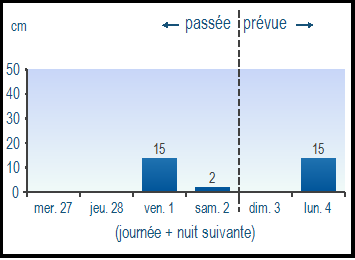 ← passée prévue →
cm
50
40
30
20
10
0
15
2
15
mer. 27 jeu. 28 ven. 1 sam. 2 dim. 3 lun. 4
(journée + nuit suivante)